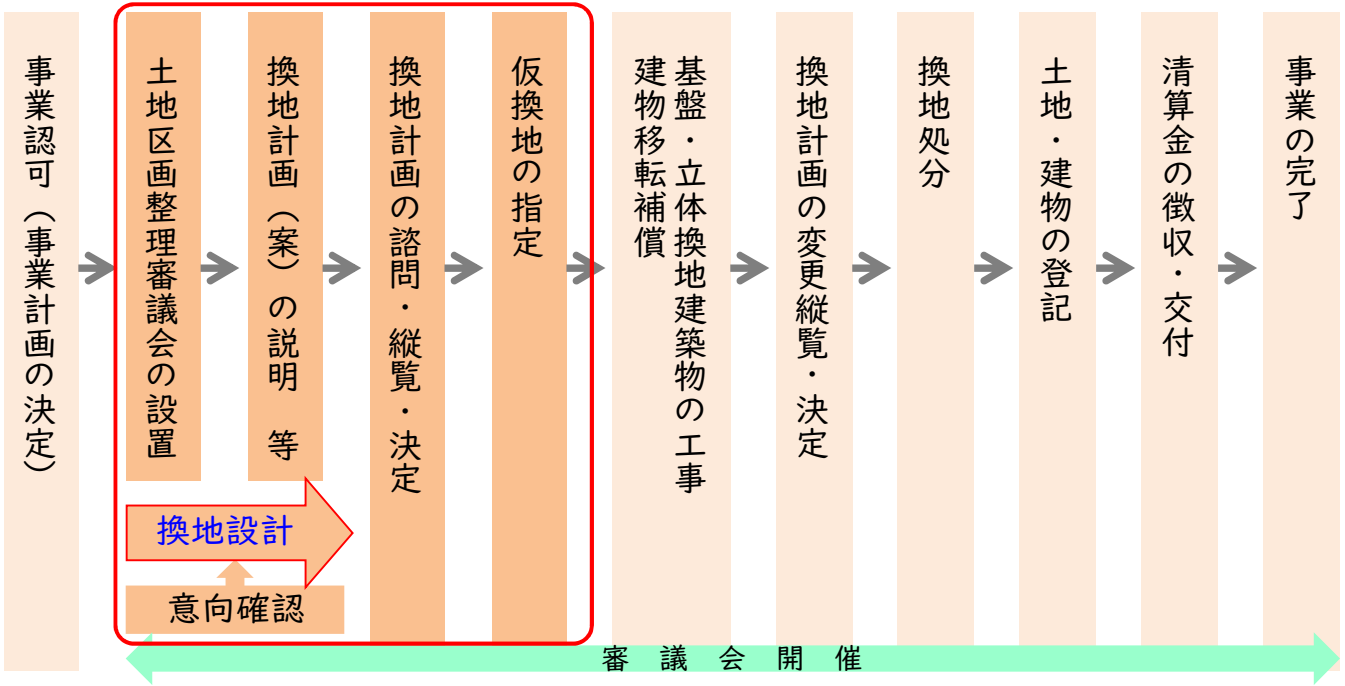 事業認可（事業計画の決定）
土地区画整理審議会の設置
換地計画（案）の説明　等
換地計画の諮問・縦覧・決定
仮換地の指定
基盤・立体換地建築物の工事
建物移転補償
換地計画の変更縦覧・決定
換地処分
土地・建物の登記
清算金の徴収・交付
事業の完了
換地設計
意向確認
審議会開催